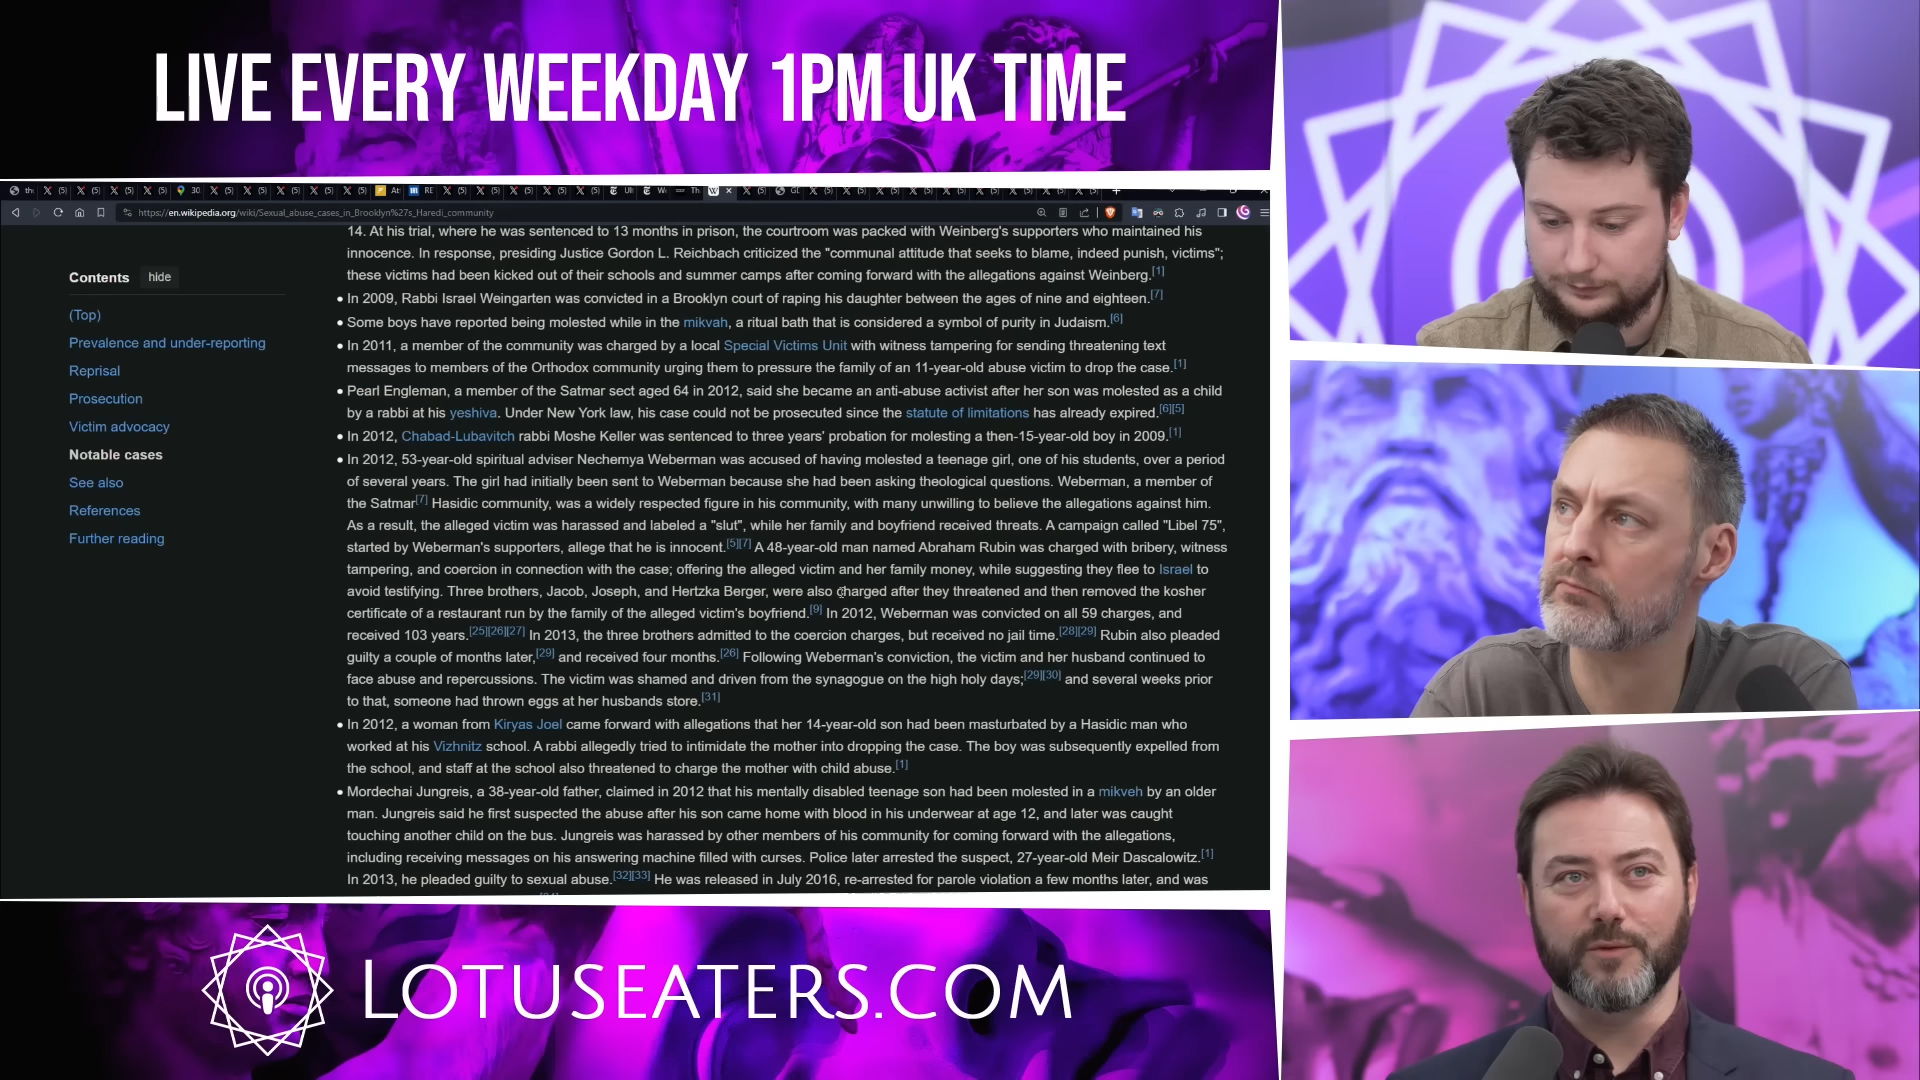 LIVE EVERY WEEKDAY 1PM UK TIME
https://en.wikipedia.org/wiki/Sexual_abuse_cases_in_Brooklyn%27s_Haredi_community
Contents hide
(Top)
Prevalence and under-reporting
Reprisal
Prosecution
Victim advocacy
Notable cases
See also
References
Further reading
14. At his trial, where he was sentenced to 13 months in prison, the courtroom was packed with Weinberg's supporters who maintained his
innocence. In response, presiding Justice Gordon L. Reichbach criticized the "communal attitude that seeks to blame, indeed punish, victims";
these victims had been kicked out of their schools and summer camps after coming forward with the allegations against Weinberg.[1]
• In 2009, Rabbi Israel Weingarten was convicted in a Brooklyn court of raping his daughter between the ages of nine and eighteen.[7]
• Some boys have reported being molested while in the mikvah, a ritual bath that is considered a symbol of purity in Judaism.[6]
• In 2011, a member of the community was charged by a local Special Victims Unit with witness tampering for sending threatening text
messages to members of the Orthodox community urging them to pressure the family of an 11-year-old abuse victim to drop the case.[1]
• Pearl Engleman, a member of the Satmar sect aged 64 in 2012, said she became an anti-abuse activist after her son was molested as a child
by a rabbi at his yeshiva. Under New York law, his case could not be prosecuted since the statute of limitations has already expired.[6][5]
• In 2012, Chabad-Lubavitch rabbi Moshe Keller was sentenced to three years' probation for molesting a then-15-year-old boy in 2009.[1]
• In 2012, 53-year-old spiritual adviser Nechemya Weberman was accused of having molested a teenage girl, one of his students, over a period
of several years. The girl had initially been sent to Weberman because she had been asking theological questions. Weberman, a member of
the Satmar[7] Hasidic community, was a widely respected figure in his community, with many unwilling to believe the allegations against him.
As a result, the alleged victim was harassed and labeled a "slut", while her family and boyfriend received threats. A campaign called "Libel 75",
started by Weberman's supporters, allege that he is innocent.[5][7] A 48-year-old man named Abraham Rubin was charged with bribery, witness
tampering, and coercion in connection with the case; offering the alleged victim and her family money, while suggesting they flee to Israel to
avoid testifying. Three brothers, Jacob, Joseph, and Hertzka Berger, were also charged after they threatened and then removed the kosher
certificate of a restaurant run by the family of the alleged victim's boyfriend.[9] In 2012, Weberman was convicted on all 59 charges, and
received 103 years.[25][26][27] In 2013, the three brothers admitted to the coercion charges, but received no jail time.[28][29] Rubin also pleaded
guilty a couple of months later,[29] and received four months.[26] Following Weberman's conviction, the victim and her husband continued to
face abuse and repercussions. The victim was shamed and driven from the synagogue on the high holy days;[29][30] and several weeks prior
to that, someone had thrown eggs at her husbands store.[31]
• In 2012, a woman from Kiryas Joel came forward with allegations that her 14-year-old son had been masturbated by a Hasidic man who
worked at his Vizhnitz school. A rabbi allegedly tried to intimidate the mother into dropping the case. The boy was subsequently expelled from
the school, and staff at the school also threatened to charge the mother with child abuse.[1]
• Mordechai Jungreis, a 38-year-old father, claimed in 2012 that his mentally disabled teenage son had been molested in a mikveh by an older
man. Jungreis said he first suspected the abuse after his son came home with blood in his underwear at age 12, and later was caught
touching another child on the bus. Jungreis was harassed by other members of his community for coming forward with the allegations,
including receiving messages on his answering machine filled with curses. Police later arrested the suspect, 27-year-old Meir Dascalowitz.[1]
In 2013, he pleaded guilty to sexual abuse.[32][33] He was released in July 2016, re-arrested for parole violation a few months later, and was
LOTUSEATERS.COM